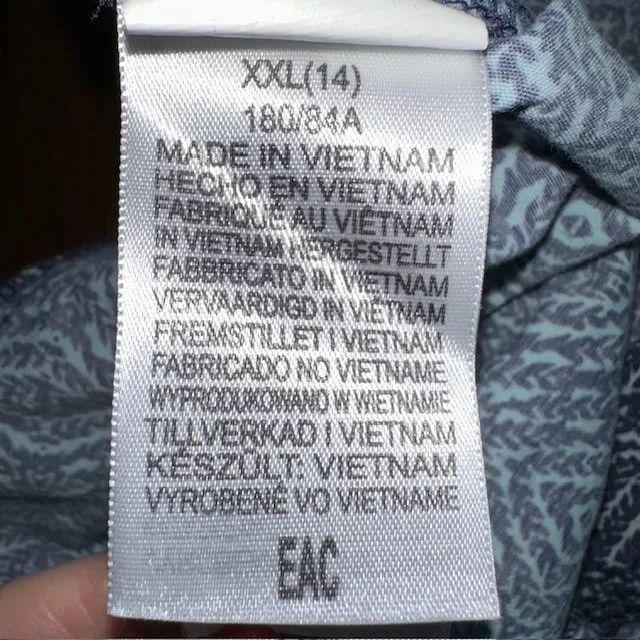 XXL(14)
180/84A
MADE IN VIETNAM
HECHO EN VIETNAM
FABRIQUÉ AU VIÊTNAM
IN VIETNAM HERGESTELLT
FABBRICATO IN VIETNAM
VERVAARDIGD IN VIETNAM
FREMSTILLET I VIETNAM
FABRICADO NO VIETNAME
WYPRODUKOWANO W WIETNAMIE
TILLVERKAD I VIETNAM
KÉSZÜLT: VIETNAM
VYROBENÉ VO VIETNAME
EAC